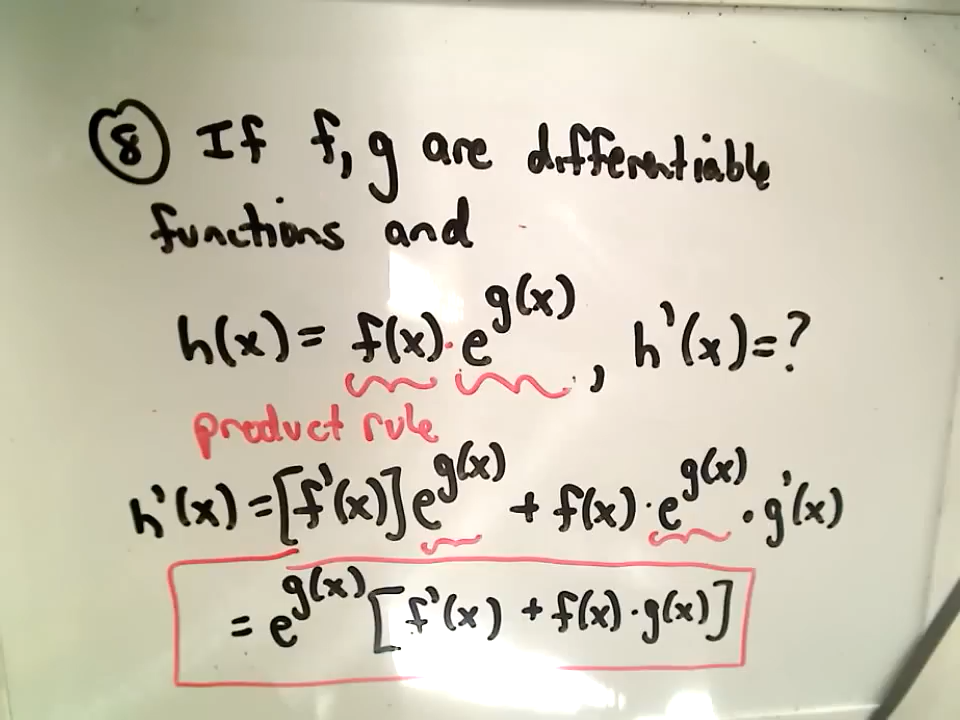 ⑧ If f, g are differentiable
functions and
h(x) = f(x)·e^{g(x)}, h'(x)=?
product rule
h'(x) = [f'(x)]e^{g(x)} + f(x)·e^{g(x)}·g'(x)
= e^{g(x)}[f'(x) + f(x)·g(x)]